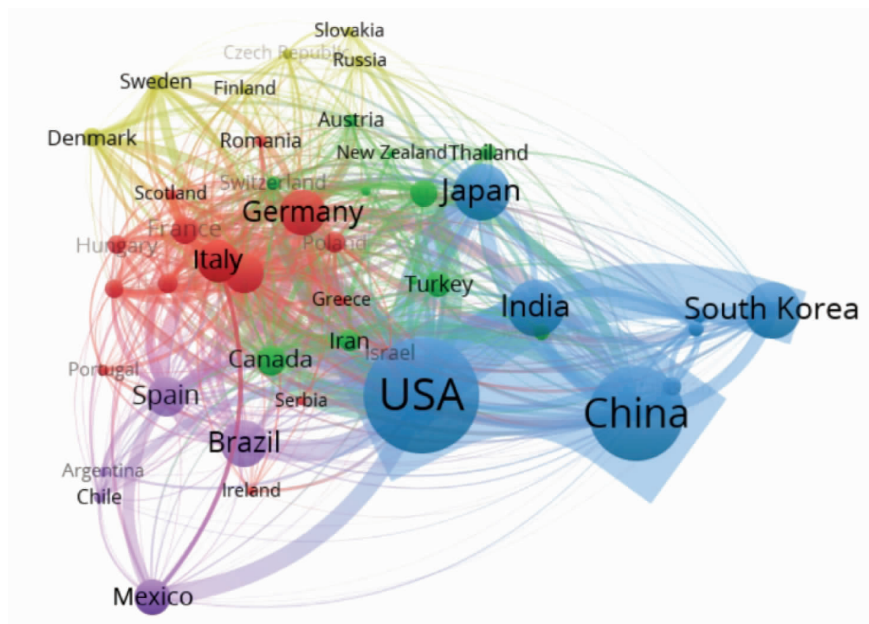 Slovakia
Czech Republic
Russia
Sweden
Finland
Austria
Denmark
Romania
New Zealand
Thailand
Switzerland
Scotland
Japan
Germany
France
Poland
Hungary
Italy
Turkey
Greece
India
South Korea
Iran
Israel
Canada
Portugal
Spain
USA
Serbia
China
Brazil
Argentina
Ireland
Chile
Mexico